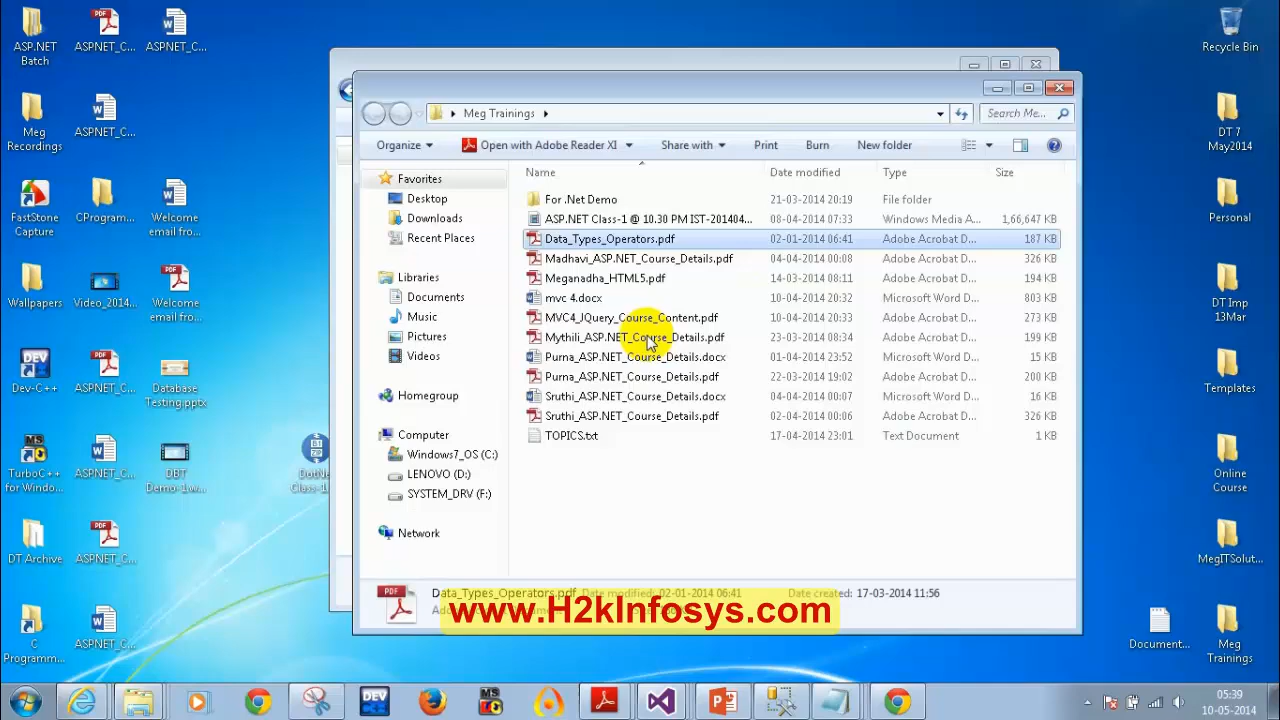 ASP.NET Batch
ASPNET_C...
ASPNET_C...
Meg Recordings
ASPNET_C...
FastStone Capture
CProgram...
Welcome email fro...
Wallpapers
Video_2014...
Welcome email fro...
Dev-C++
ASPNET_C...
Database Testing.pptx
TurboC++ for Windo...
ASPNET_C...
DBT Demo-1.w...
DotNe
Class-1
DT Archive
ASPNET_C...
C Programm...
ASPNET_C...
Meg Trainings
Search Me...
Organize
Open with Adobe Reader XI
Share with
Print
Burn
New folder
Favorites
Desktop
Downloads
Recent Places
Libraries
Documents
Music
Pictures
Videos
Homegroup
Computer
Windows7_OS (C:)
LENOVO (D:)
SYSTEM_DRV (F:)
Network
Name Date modified Type Size
For .Net Demo 21-03-2014 20:19 File folder
ASP.NET Class-1 @ 10.30 PM IST-201404... 08-04-2014 07:33 Windows Media A... 1,66,647 KB
Data_Types_Operators.pdf 02-01-2014 06:41 Adobe Acrobat D... 187 KB
Madhavi_ASP.NET_Course_Details.pdf 04-04-2014 00:08 Adobe Acrobat D... 326 KB
Meganadha_HTML5.pdf 14-03-2014 08:11 Adobe Acrobat D... 194 KB
mvc 4.docx 10-04-2014 20:32 Microsoft Word D... 803 KB
MVC4_JQuery_Course_Content.pdf 10-04-2014 20:33 Adobe Acrobat D... 273 KB
Mythili_ASP.NET_Course_Details.pdf 23-03-2014 08:34 Adobe Acrobat D... 199 KB
Purna_ASP.NET_Course_Details.docx 01-04-2014 23:52 Microsoft Word D... 15 KB
Purna_ASP.NET_Course_Details.pdf 22-03-2014 19:02 Adobe Acrobat D... 200 KB
Sruthi_ASP.NET_Course_Details.docx 04-04-2014 00:07 Microsoft Word D... 16 KB
Sruthi_ASP.NET_Course_Details.pdf 02-04-2014 00:06 Adobe Acrobat D... 326 KB
TOPICS.txt 17-04-2014 23:01 Text Document 1 KB
PDF
Data_Types_Operators.pdf Date modified: 02-01-2014 06:41 Date created: 17-03-2014 11:56
www.H2kInfosys.com
Recycle Bin
DT 7 May2014
Personal
DT Imp 13Mar
Templates
Online Course
MegITSolut...
Document...
Meg Trainings
DEV
MS
05:39
10-05-2014